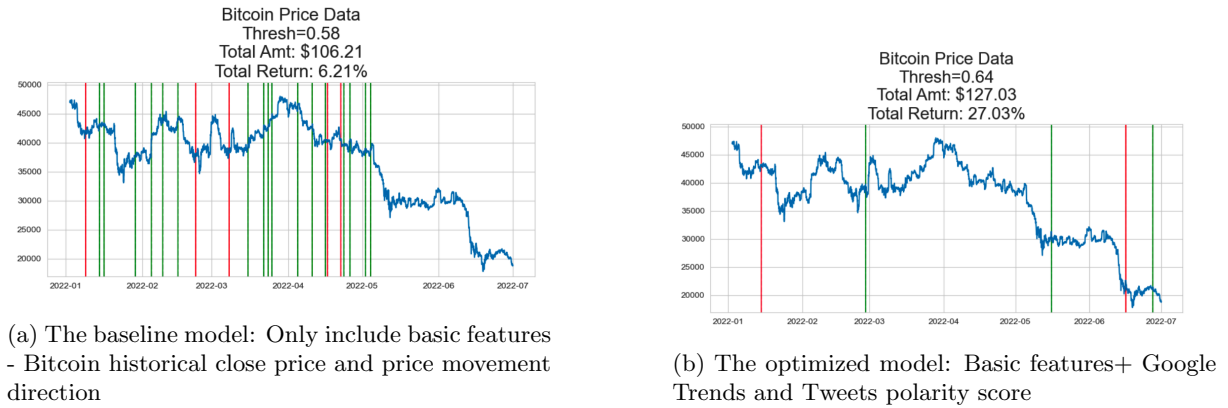 Bitcoin Price Data
Thresh=0.58
Total Amt: $106.21
Total Return: 6.21%
50000
45000
40000
35000
30000
25000
20000
2022-01
2022-02
2022-03
2022-04
2022-05
2022-06
2022-07
(a) The baseline model: Only include basic features
- Bitcoin historical close price and price movement
direction
Bitcoin Price Data
Thresh=0.64
Total Amt: $127.03
Total Return: 27.03%
50000
45000
40000
35000
30000
25000
20000
2022-01
2022-02
2022-03
2022-04
2022-05
2022-06
2022-07
(b) The optimized model: Basic features+ Google
Trends and Tweets polarity score